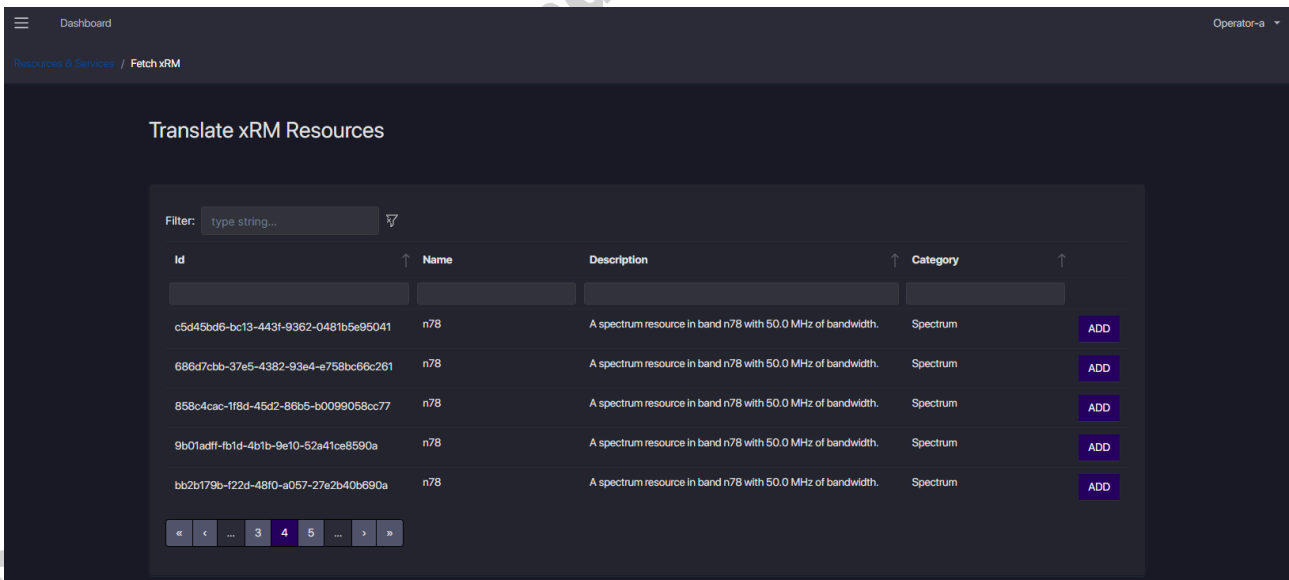 Dashboard
Operator-a
Resources & Services / Fetch xRM
Translate xRM Resources
Filter: type string...
Id Name Description Category
c5d45bd6-bc13-443f-9362-0481b5e95041 n78 A spectrum resource in band n78 with 50.0 MHz of bandwidth. Spectrum ADD
686d7cbb-37e5-4382-93e4-e758bc66c261 n78 A spectrum resource in band n78 with 50.0 MHz of bandwidth. Spectrum ADD
858c4cac-1f8d-45d2-86b5-b0099058cc77 n78 A spectrum resource in band n78 with 50.0 MHz of bandwidth. Spectrum ADD
9b01adff-fb1d-4b1b-9e10-52a41ce8590a n78 A spectrum resource in band n78 with 50.0 MHz of bandwidth. Spectrum ADD
bb2b179b-f22d-48f0-a057-27e2b40b690a n78 A spectrum resource in band n78 with 50.0 MHz of bandwidth. Spectrum ADD
« ‹ ... 3 4 5 ... › »